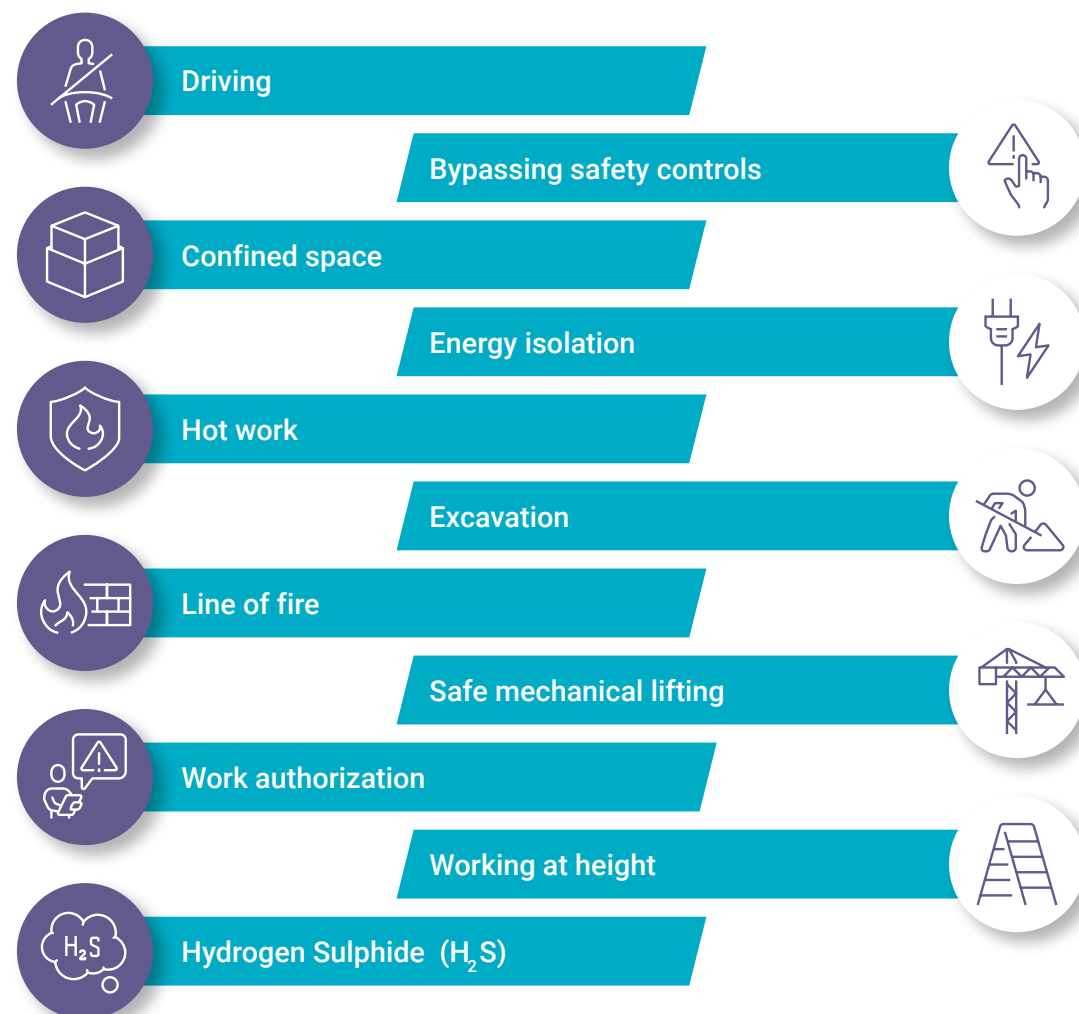 Driving
Bypassing safety controls
Confined space
Energy isolation
Hot work
Excavation
Line of fire
Safe mechanical lifting
Work authorization
Working at height
H₂S
Hydrogen Sulphide (H₂S)